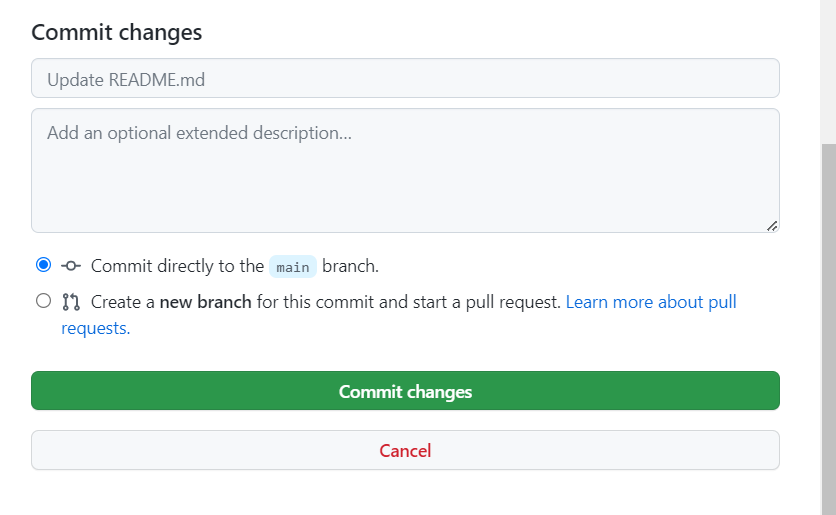 Commit changes
Update README.md
Add an optional extended description…
Commit directly to the main branch.
Create a new branch for this commit and start a pull request. Learn more about pull
requests.
Commit changes
Cancel